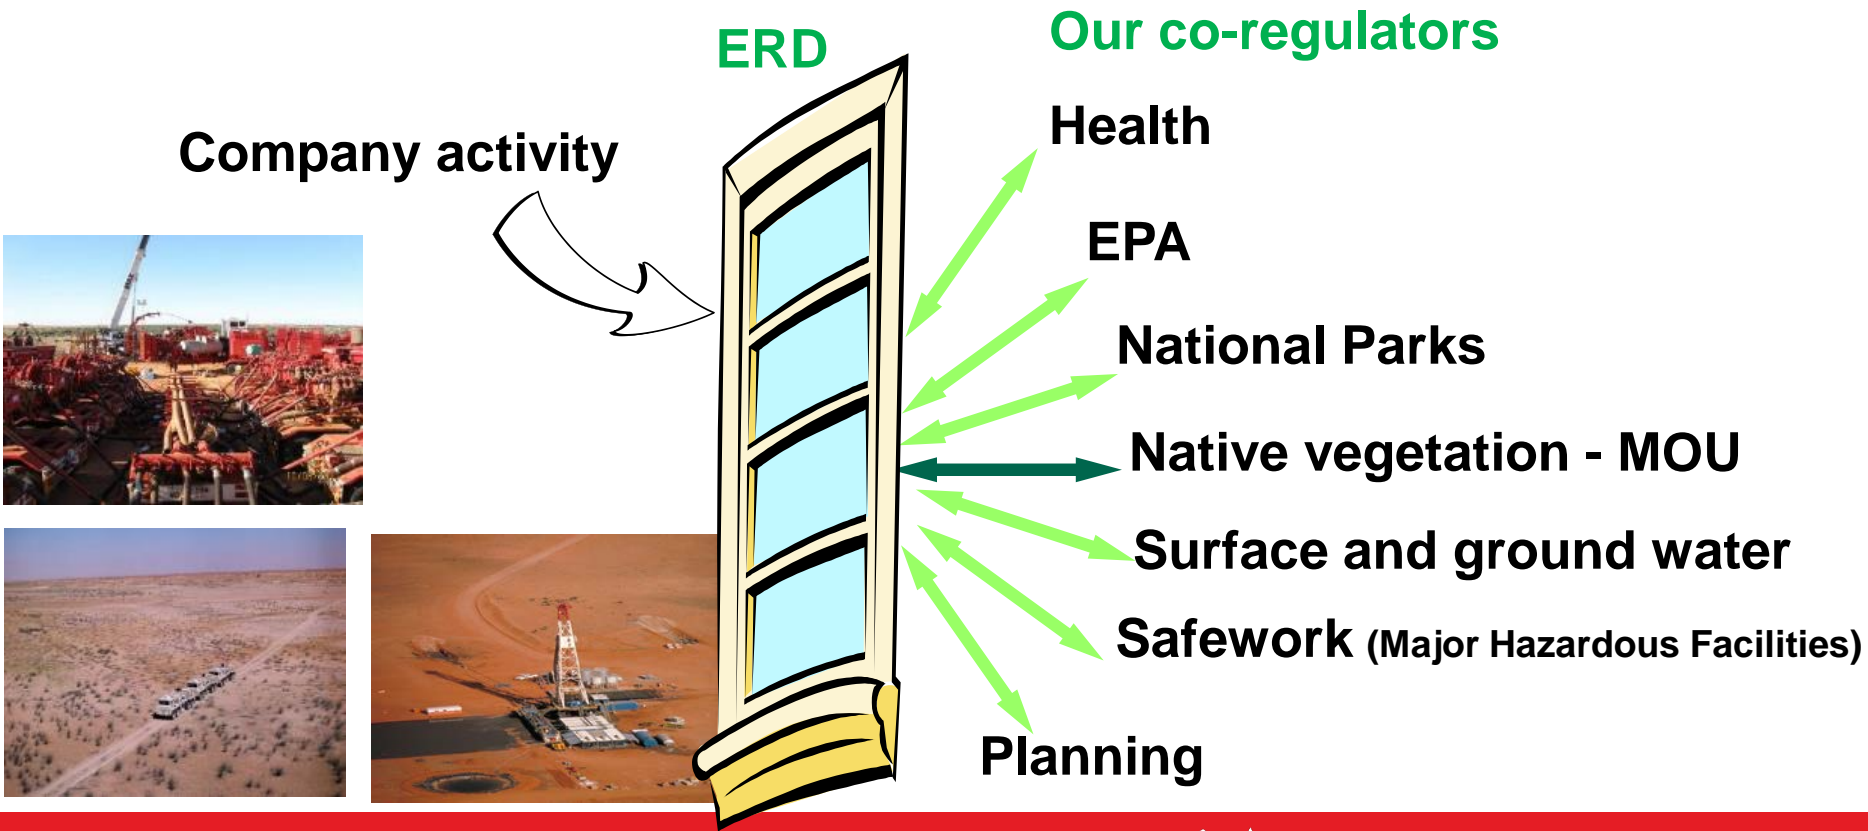 ERD
Our co-regulators
Company activity
Health
EPA
National Parks
Native vegetation - MOU
Surface and ground water
Safework (Major Hazardous Facilities)
Planning